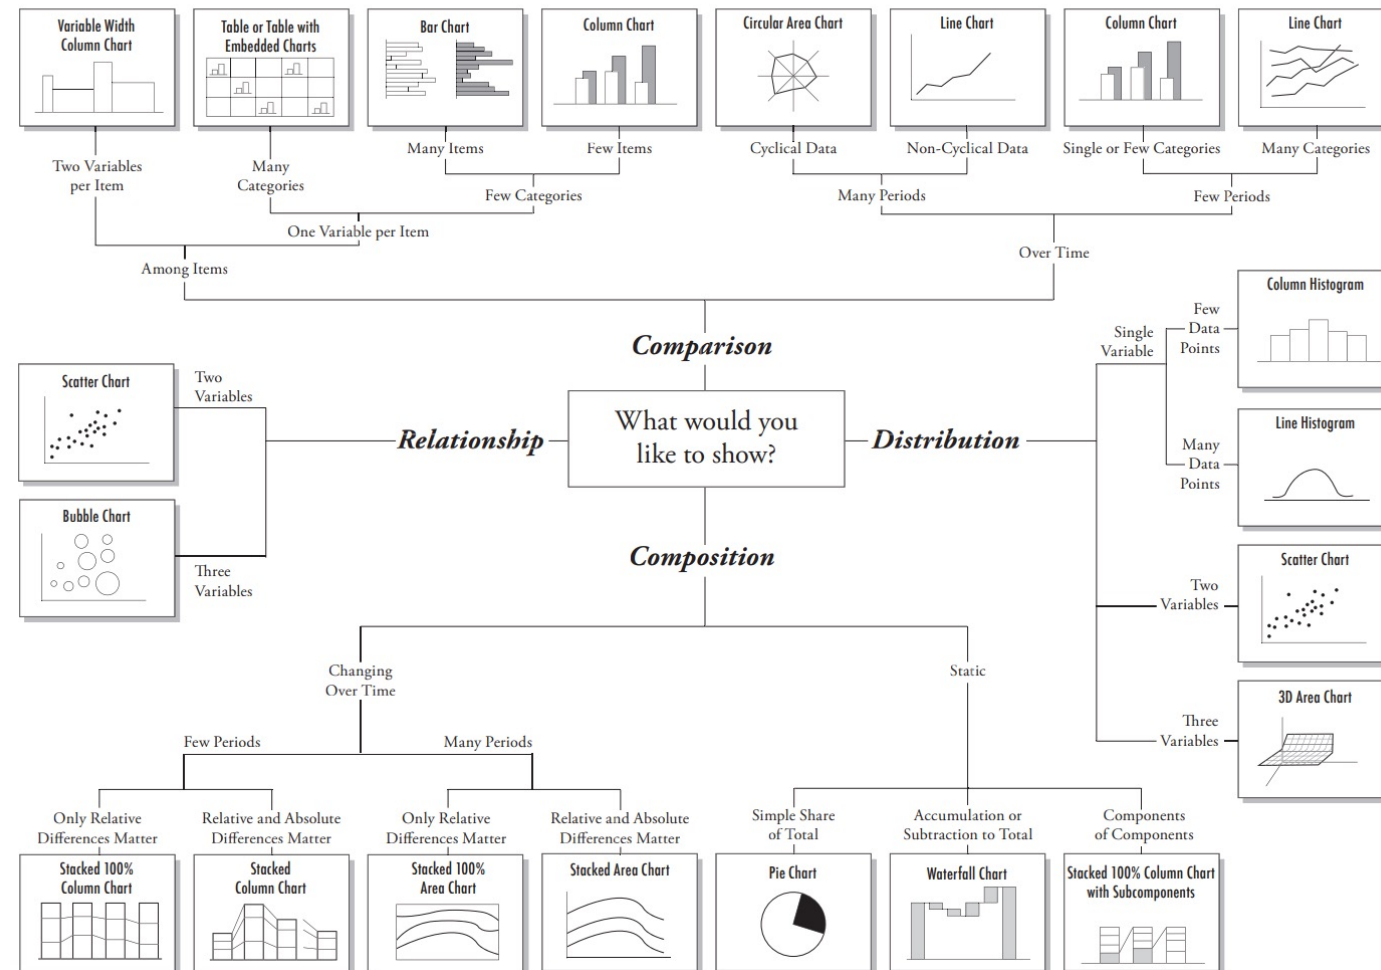 Variable Width
Column Chart
Table or Table with
Embedded Charts
Bar Chart
Column Chart
Circular Area Chart
Line Chart
Column Chart
Line Chart
Two Variables
per Item
Many
Categories
Many Items
Few Items
Cyclical Data
Non-Cyclical Data
Single or Few Categories
Many Categories
Few Categories
Many Periods
Few Periods
One Variable per Item
Among Items
Over Time
Comparison
Single
Variable
Few
Data
Points
Column Histogram
Scatter Chart
Two
Variables
Relationship
What would you
like to show?
Distribution
Many
Data
Points
Line Histogram
Bubble Chart
Three
Variables
Composition
Two
Variables
Scatter Chart
Three
Variables
3D Area Chart
Changing
Over Time
Static
Few Periods
Many Periods
Only Relative
Differences Matter
Relative and Absolute
Differences Matter
Only Relative
Differences Matter
Relative and Absolute
Differences Matter
Simple Share
of Total
Accumulation or
Subtraction to Total
Components
of Components
Stacked 100%
Column Chart
Stacked
Column Chart
Stacked 100%
Area Chart
Stacked Area Chart
Pie Chart
Waterfall Chart
Stacked 100% Column Chart
with Subcomponents